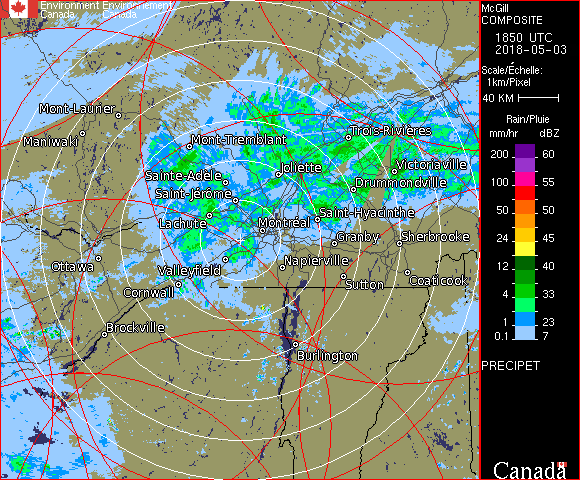 Environment Environnement
Canada Canada
McGill
COMPOSITE
1850 UTC
2018-05-03
Scale/Échelle:
1km/Pixel
40 KM
Rain/Pluie
mm/hr dBZ
200 60
100 55
50 50
24 45
12 40
4 33
1 23
0.1 7
PRECIPET
Canada
Mont-Laurier
Maniwaki
Mont-Tremblant
Trois-Rivières
Sainte-Adèle
Joliette
Victoriaville
Saint-Jérôme
Drummondville
Lachute
Montréal
Saint-Hyacinthe
Granby
Sherbrooke
Ottawa
Valleyfield
Napierville
Cornwall
Sutton
Coaticook
Brockville
Burlington